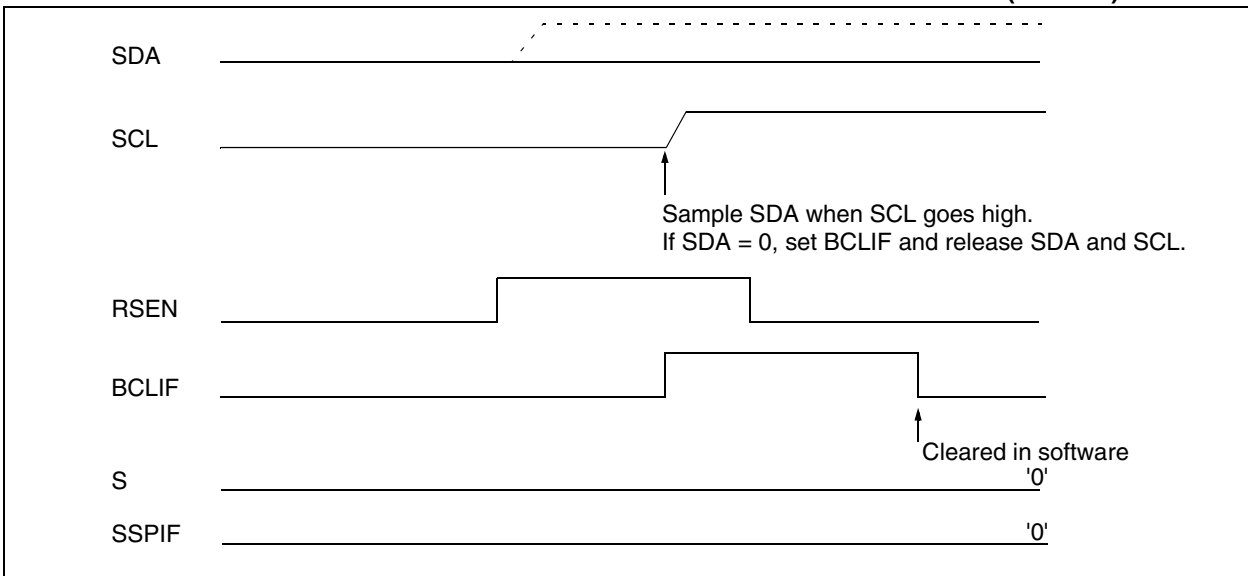 SDA
SCL
Sample SDA when SCL goes high.
If SDA = 0, set BCLIF and release SDA and SCL.
RSEN
BCLIF
Cleared in software
S
'0'
SSPIF
'0'